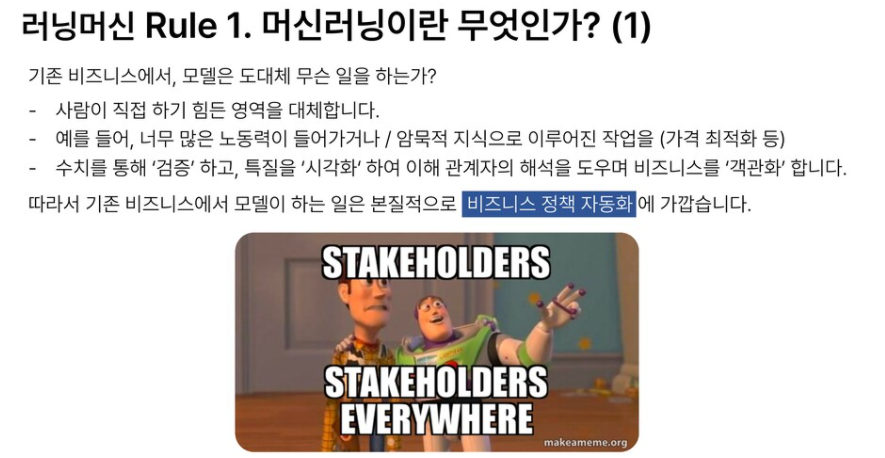 러닝머신 Rule 1. 머신러닝이란 무엇인가? (1)
기존 비즈니스에서, 모델은 도대체 무슨 일을 하는가?
- 사람이 직접 하기 힘든 영역을 대체합니다.
- 예를 들어, 너무 많은 노동력이 들어가거나 / 암묵적 지식으로 이루어진 작업을 (가격 최적화 등)
- 수치를 통해 ‘검증’ 하고, 특질을 ‘시각화‘ 하여 이해 관계자의 해석을 도우며 비즈니스를 ‘객관화’ 합니다.
따라서 기존 비즈니스에서 모델이 하는 일은 본질적으로 비즈니스 정책 자동화 에 가깝습니다.
STAKEHOLDERS
STAKEHOLDERS
EVERYWHERE
makeameme.org